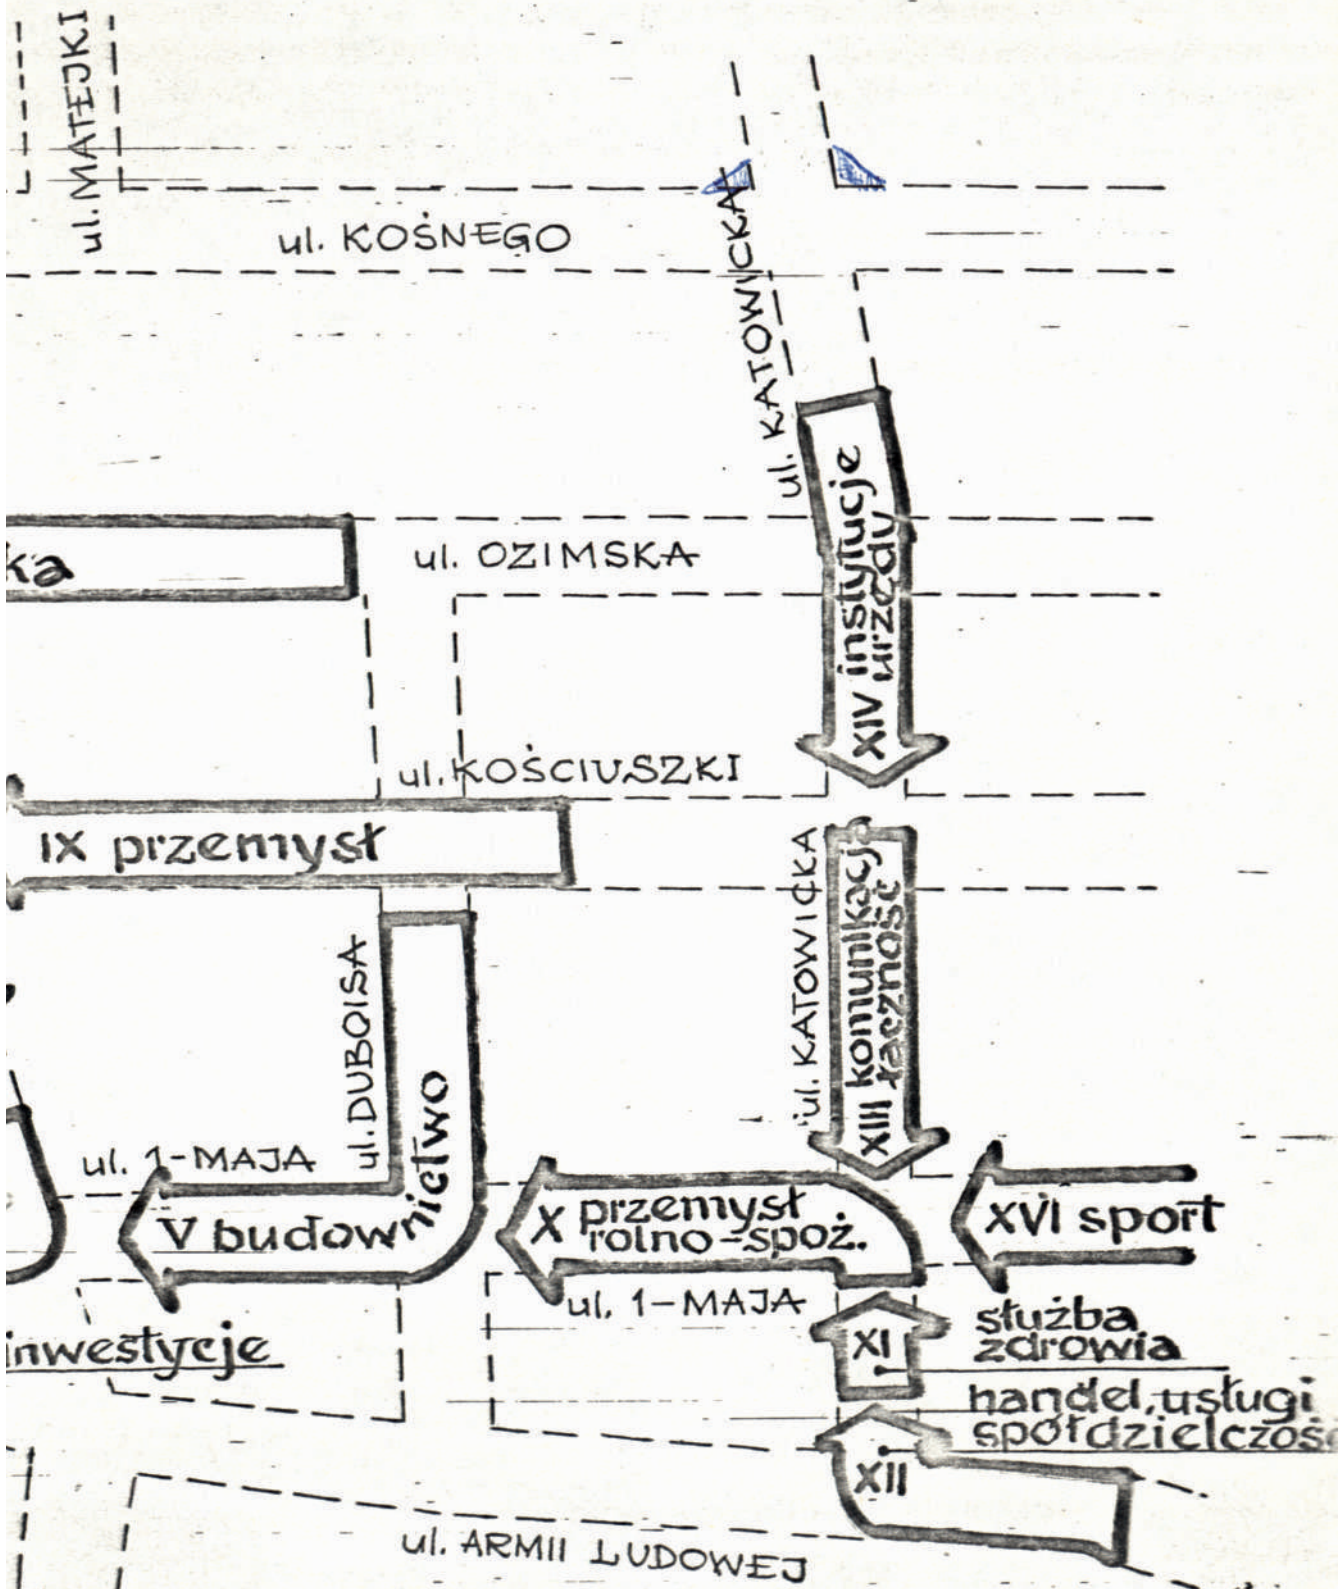 ul. MATEJKI
ul. KOŚNEGO
ul. KATOWICKA
XIV instytucje
urzędy
ka
ul. OZIMSKA
ul. KOŚCIUSZKI
IX przemysł
ul. KATOWICKA
XIII komunikacja
łączność
ul. DUBOISA
ul. 1-MAJA
V budownictwo
X przemysł
rolno-spoż.
XVI sport
ul. 1-MAJA
inwestycje
XI
służba
zdrowia
handel, usługi
spółdzielczość
XII
ul. ARMII LUDOWEJ